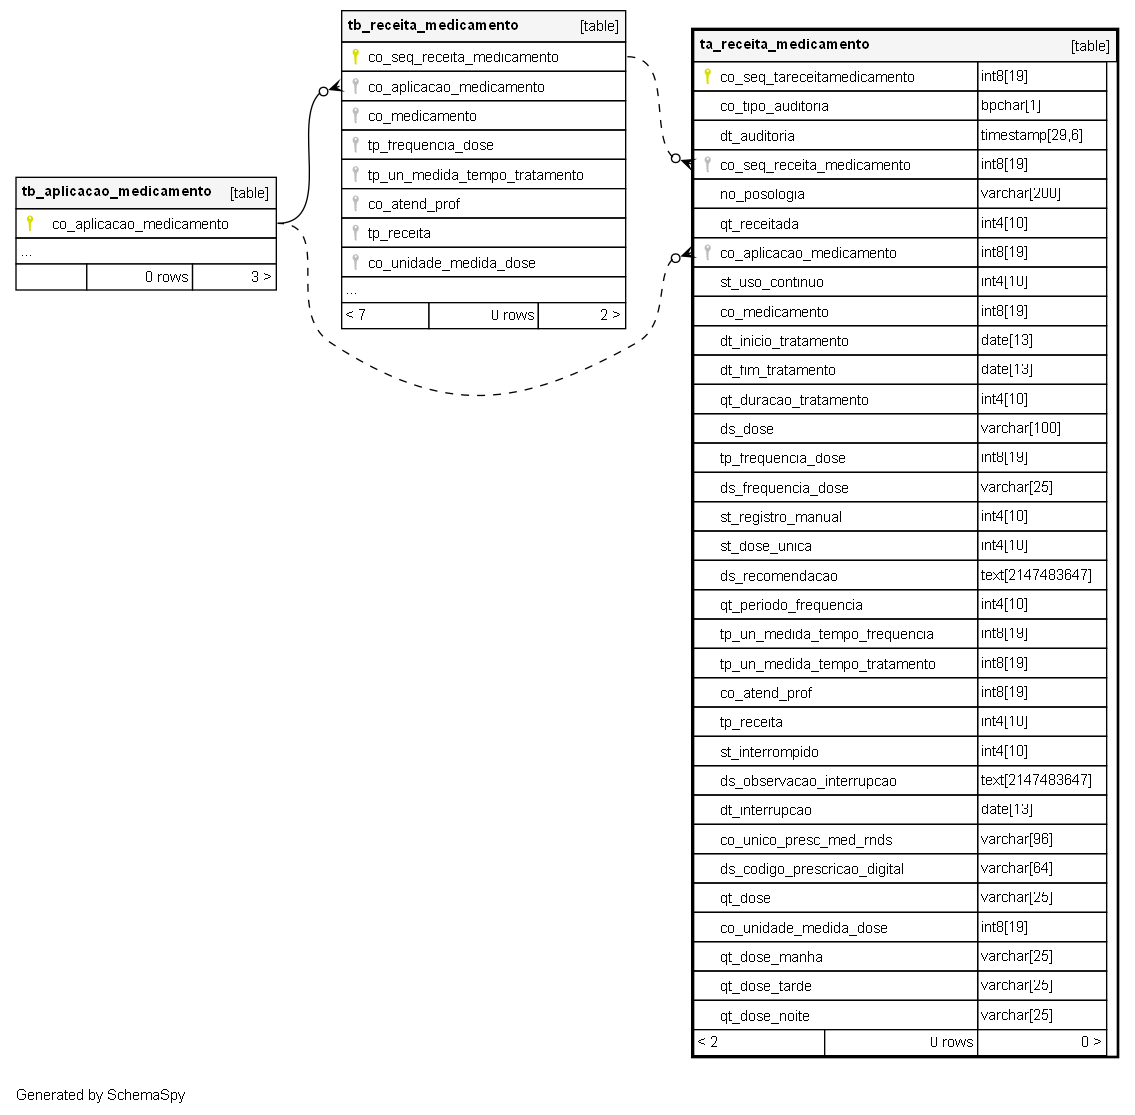 tb_receita_medicamento [table]
co_seq_receita_medicamento
co_aplicacao_medicamento
co_medicamento
tp_frequencia_dose
tp_un_medida_tempo_tratamento
co_atend_prof
tp_receita
co_unidade_medida_dose
...
< 7 0 rows 2 >
tb_aplicacao_medicamento [table]
co_aplicacao_medicamento
...
0 rows 3 >
ta_receita_medicamento [table]
co_seq_tareceitamedicamento int8[19]
co_tipo_auditoria bpchar[1]
dt_auditoria timestamp[29,6]
co_seq_receita_medicamento int8[19]
no_posologia varchar[200]
qt_receitada int4[10]
co_aplicacao_medicamento int8[19]
st_uso_continuo int4[10]
co_medicamento int8[19]
dt_inicio_tratamento date[13]
dt_fim_tratamento date[13]
qt_duracao_tratamento int4[10]
ds_dose varchar[100]
tp_frequencia_dose int8[19]
ds_frequencia_dose varchar[25]
st_registro_manual int4[10]
st_dose_unica int4[10]
ds_recomendacao text[2147483647]
qt_periodo_frequencia int4[10]
tp_un_medida_tempo_frequencia int8[19]
tp_un_medida_tempo_tratamento int8[19]
co_atend_prof int8[19]
tp_receita int4[10]
st_interrompido int4[10]
ds_observacao_interrupcao text[2147483647]
dt_interrupcao date[13]
co_unico_presc_med_rnds varchar[96]
ds_codigo_prescricao_digital varchar[64]
qt_dose varchar[25]
co_unidade_medida_dose int8[19]
qt_dose_manha varchar[25]
qt_dose_tarde varchar[25]
qt_dose_noite varchar[25]
< 2 0 rows 0 >
Generated by SchemaSpy